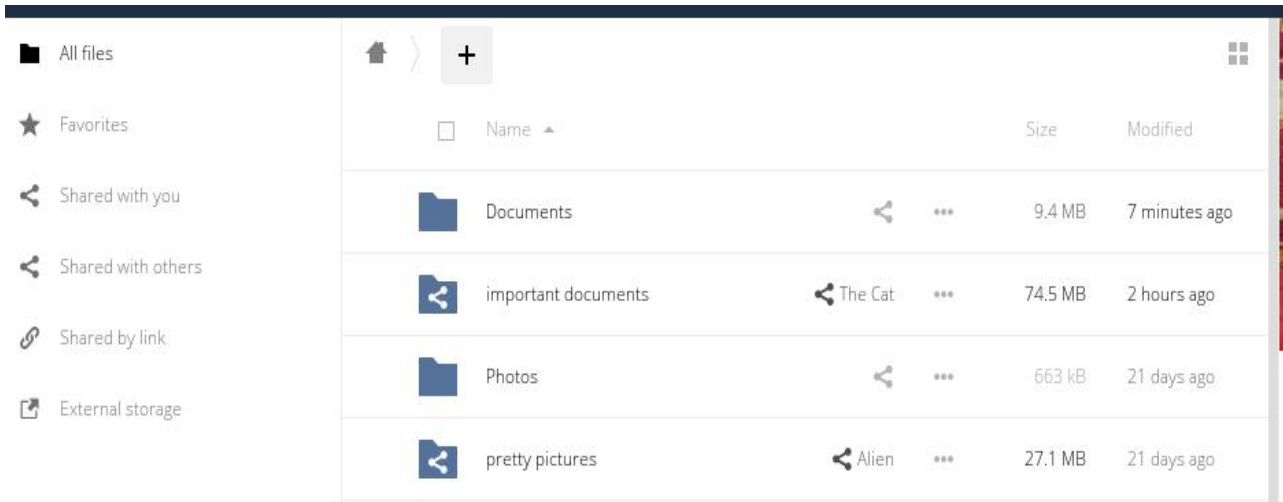 All files
Favorites
Shared with you
Shared with others
Shared by link
External storage
+
Name Size Modified
Documents 9.4 MB 7 minutes ago
important documents The Cat 74.5 MB 2 hours ago
Photos 663 kB 21 days ago
pretty pictures Alien 27.1 MB 21 days ago